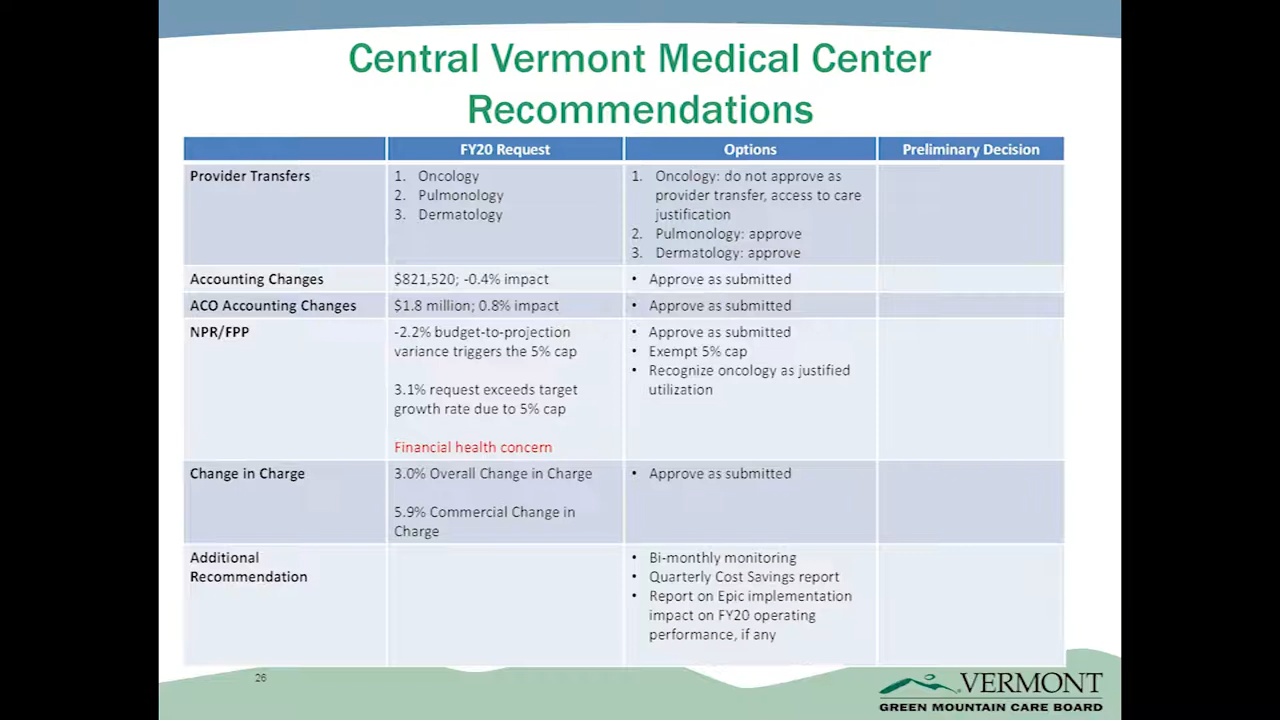 Central Vermont Medical Center
Recommendations
FY20 Request
Options
Preliminary Decision
Provider Transfers
1. Oncology
2. Pulmonology
3. Dermatology
1. Oncology: do not approve as
provider transfer, access to care
justification
2. Pulmonology: approve
3. Dermatology: approve
Accounting Changes
$821,520; -0.4% impact
• Approve as submitted
ACO Accounting Changes
$1.8 million; 0.8% impact
• Approve as submitted
NPR/FPP
-2.2% budget-to-projection
variance triggers the 5% cap
3.1% request exceeds target
growth rate due to 5% cap
Financial health concern
• Approve as submitted
• Exempt 5% cap
• Recognize oncology as justified
utilization
Change in Charge
3.0% Overall Change in Charge
5.9% Commercial Change in
Charge
• Approve as submitted
Additional
Recommendation
• Bi-monthly monitoring
• Quarterly Cost Savings report
• Report on Epic implementation
impact on FY20 operating
performance, if any
26
VERMONT
GREEN MOUNTAIN CARE BOARD